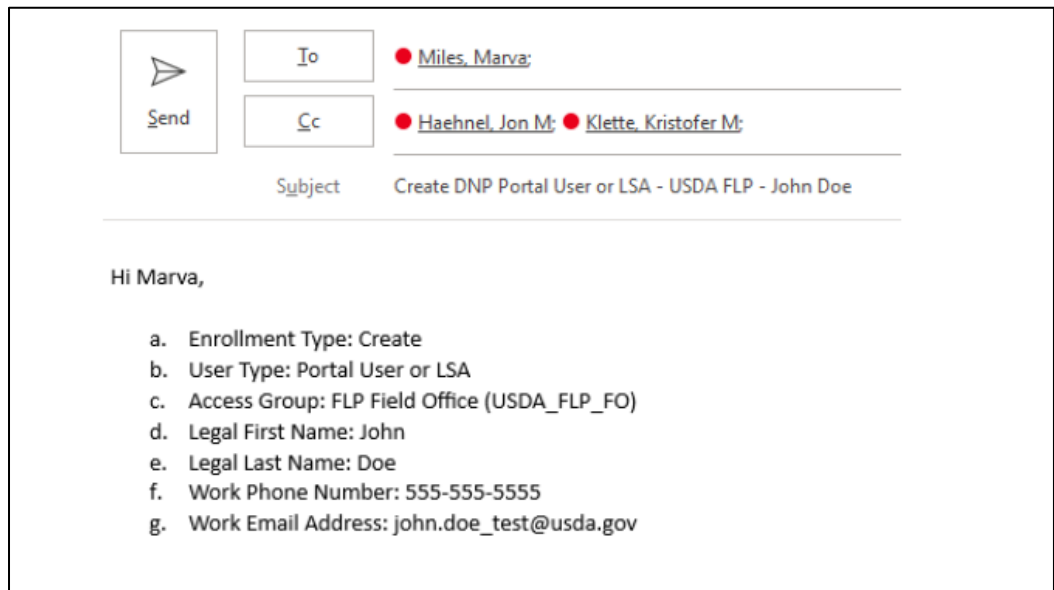 To
Miles, Marva;
Send
Cc
Haehnel, Jon M; Klette, Kristofer M;
Subject
Create DNP Portal User or LSA - USDA FLP - John Doe
Hi Marva,
a. Enrollment Type: Create
b. User Type: Portal User or LSA
c. Access Group: FLP Field Office (USDA_FLP_FO)
d. Legal First Name: John
e. Legal Last Name: Doe
f. Work Phone Number: 555-555-5555
g. Work Email Address: john.doe_test@usda.gov